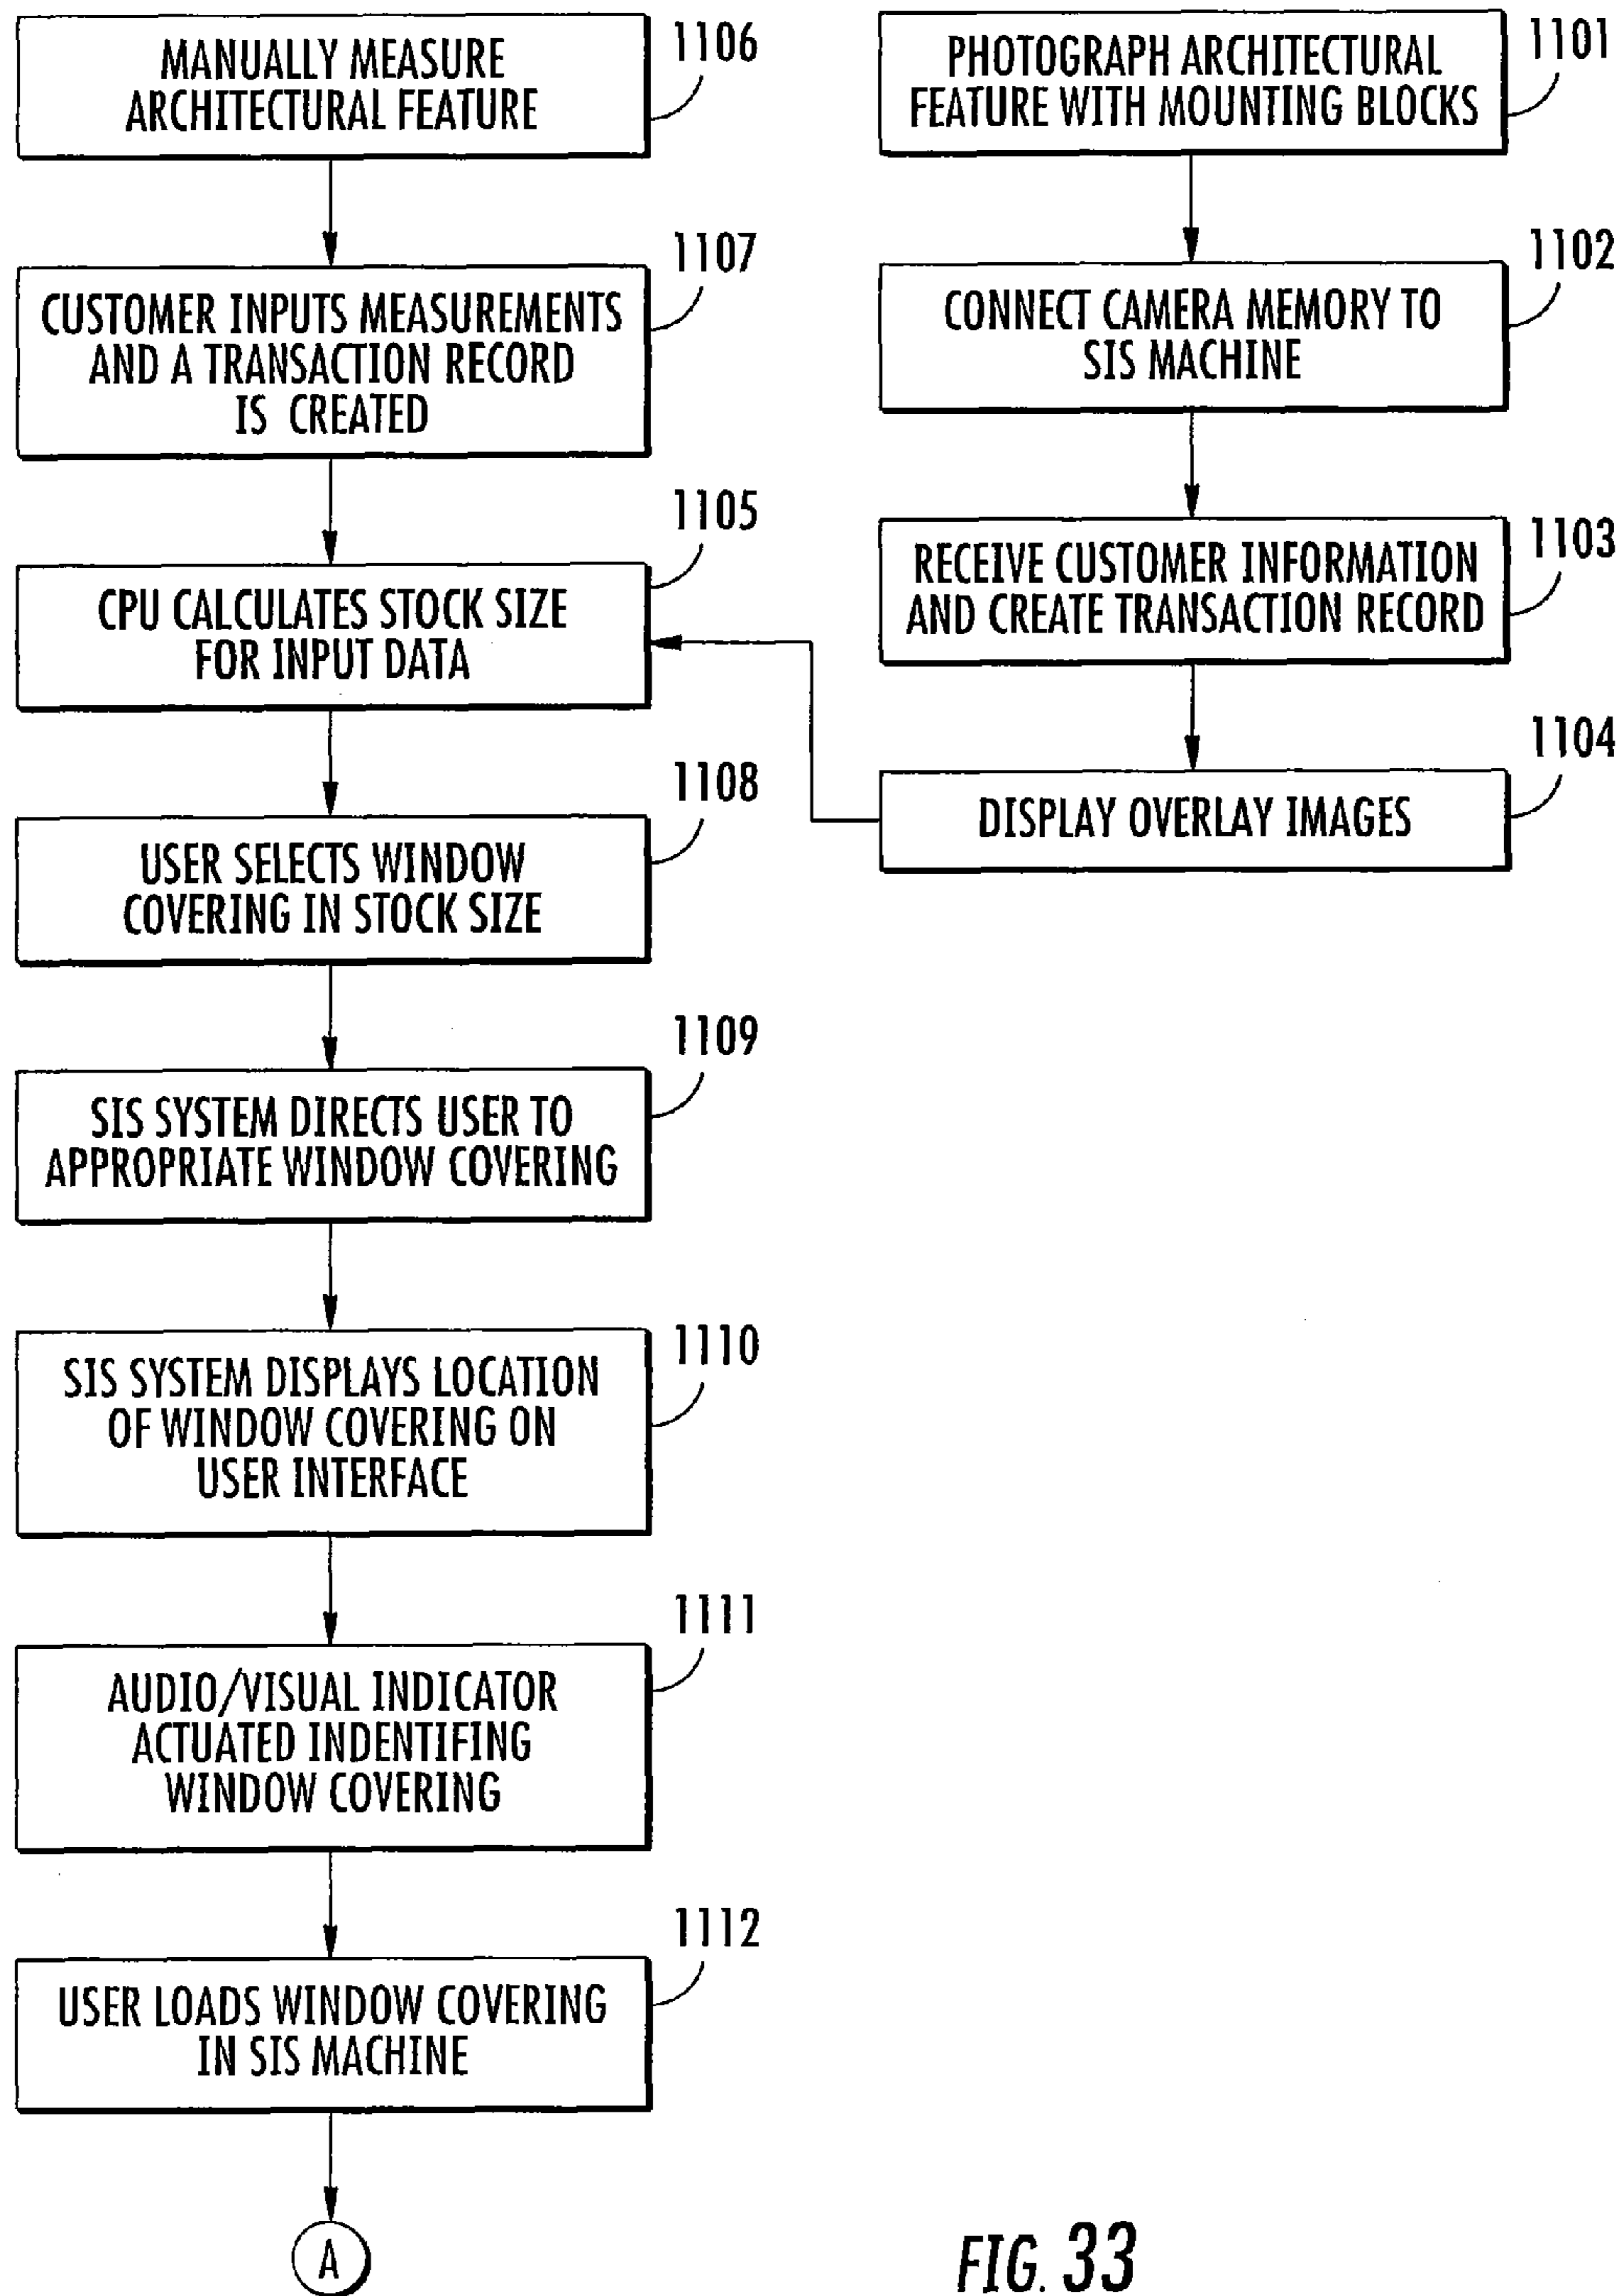 MANUALLY MEASURE
ARCHITECTURAL FEATURE
1106
CUSTOMER INPUTS MEASUREMENTS
AND A TRANSACTION RECORD
IS CREATED
1107
CPU CALCULATES STOCK SIZE
FOR INPUT DATA
1105
USER SELECTS WINDOW
COVERING IN STOCK SIZE
1108
SIS SYSTEM DIRECTS USER TO
APPROPRIATE WINDOW COVERING
1109
SIS SYSTEM DISPLAYS LOCATION
OF WINDOW COVERING ON
USER INTERFACE
1110
AUDIO/VISUAL INDICATOR
ACTUATED INDENTIFING
WINDOW COVERING
1111
USER LOADS WINDOW COVERING
IN SIS MACHINE
1112
A
PHOTOGRAPH ARCHITECTURAL
FEATURE WITH MOUNTING BLOCKS
1101
CONNECT CAMERA MEMORY TO
SIS MACHINE
1102
RECEIVE CUSTOMER INFORMATION
AND CREATE TRANSACTION RECORD
1103
DISPLAY OVERLAY IMAGES
1104
FIG. 33